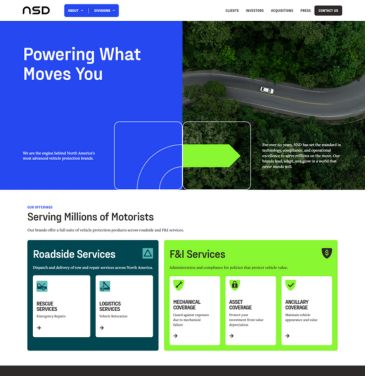 nsd
ABOUT
DIVISIONS
CLIENTS
INVESTORS
ACQUISITIONS
PRESS
CONTACT US
Powering What
Moves You
We are the engine behind North America's
most advanced vehicle protection brands.
For over 60 years, NSD has set the standard in
technology, compliance, and operational
excellence to serve millions on the move. Our
brands lead, adapt, and grow in a world that
never stands still.
OUR OFFERINGS
Serving Millions of Motorists
Our brands offer a full suite of vehicle protection products across roadside and F&I services.
Roadside Services
Dispatch and delivery of tow and repair services across North America.
RESCUE
SERVICES
Emergency Repairs
LOGISTICS
SERVICES
Vehicle Relocation
F&I Services
Administration and compliance for policies that protect vehicle value.
MECHANICAL
COVERAGE
Guard against expenses
due to mechanical
failure
ASSET
COVERAGE
Protect your
investment from value
depreciation
ANCILLARY
COVERAGE
Maintain vehicle
appearance and value